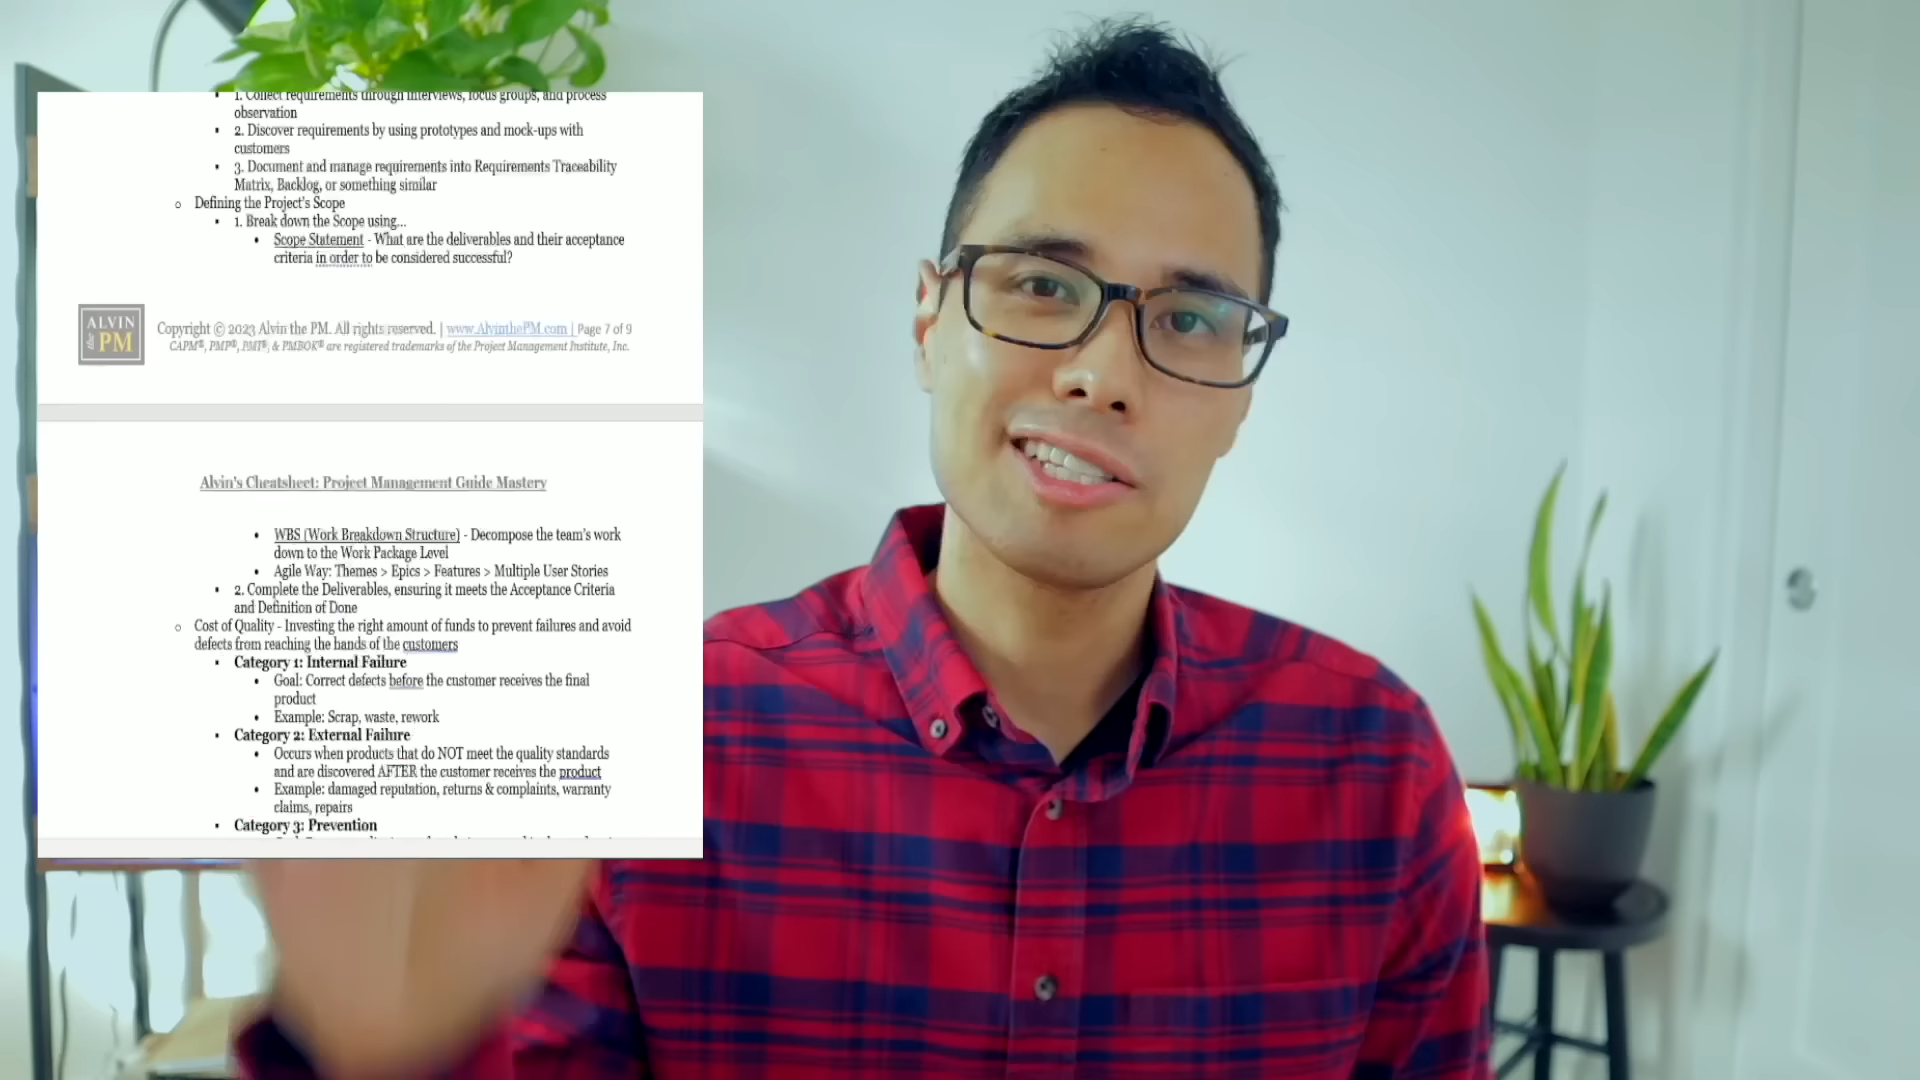 1. Collect requirements through interviews, focus groups, and process
observation
2. Discover requirements by using prototypes and mock-ups with
customers
3. Document and manage requirements into Requirements Traceability
Matrix, Backlog, or something similar
Defining the Project's Scope
1. Break down the Scope using...
Scope Statement - What are the deliverables and their acceptance
criteria in order to be considered successful?
ALVIN
the PM
Copyright © 2023 Alvin the PM. All rights reserved. | www.AlvinthePM.com | Page 7 of 9
CAPM®, PMP®, PMI®, & PMBOK® are registered trademarks of the Project Management Institute, Inc.
Alvin's Cheatsheet: Project Management Guide Mastery
WBS (Work Breakdown Structure) - Decompose the team's work
down to the Work Package Level
Agile Way: Themes > Epics > Features > Multiple User Stories
2. Complete the Deliverables, ensuring it meets the Acceptance Criteria
and Definition of Done
Cost of Quality - Investing the right amount of funds to prevent failures and avoid
defects from reaching the hands of the customers
Category 1: Internal Failure
Goal: Correct defects before the customer receives the final
product
Example: Scrap, waste, rework
Category 2: External Failure
Occurs when products that do NOT meet the quality standards
and are discovered AFTER the customer receives the product
Example: damaged reputation, returns & complaints, warranty
claims, repairs
Category 3: Prevention